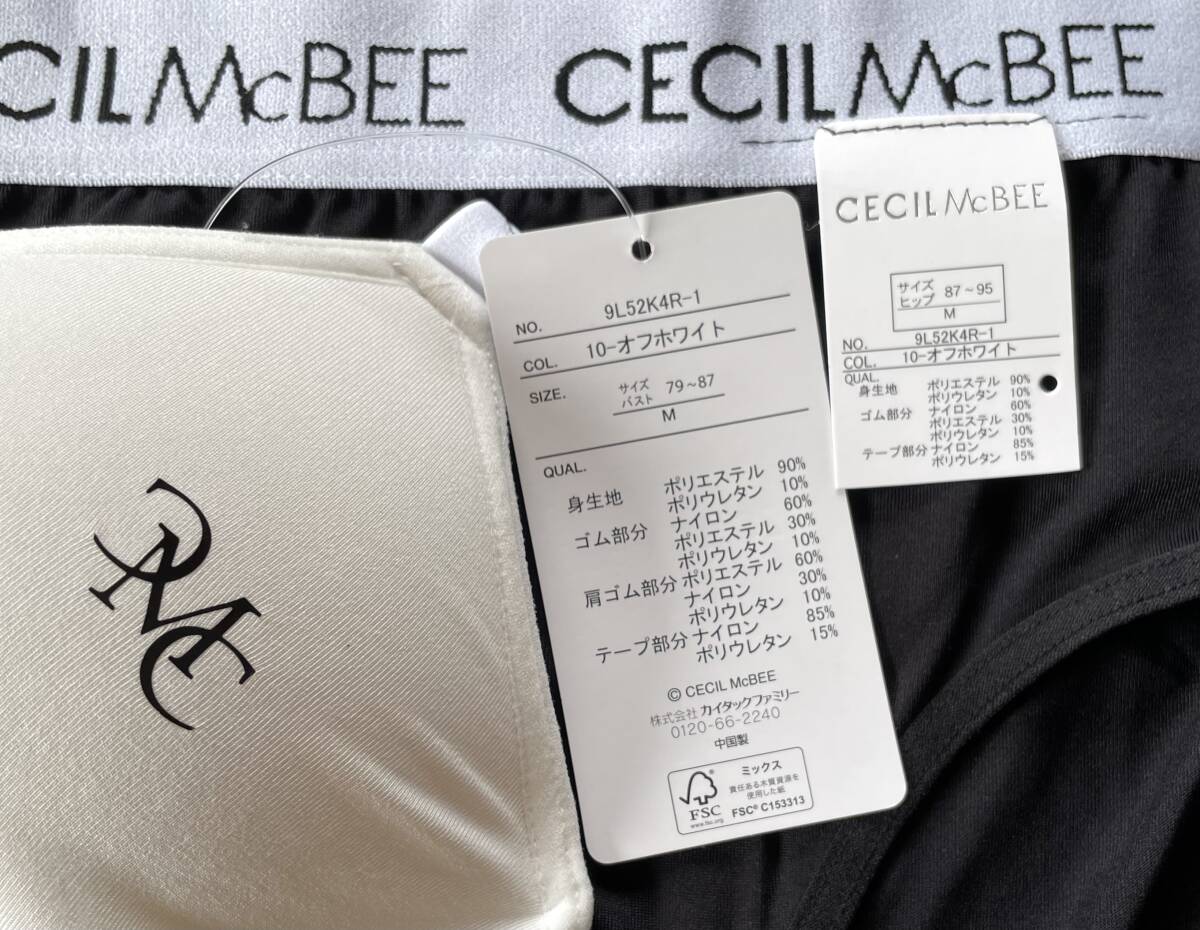 CIL McBEE CECIL McBEE
NO. 9L52K4R-1
COL. 10-オフホワイト
SIZE. サイズ バスト 79～87
M
QUAL.
身生地 ポリエステル 90%
ポリウレタン 10%
ゴム部分 ナイロン 60%
ポリエステル 30%
ポリウレタン 10%
肩ゴム部分 ポリエステル 60%
ナイロン 30%
ポリウレタン 10%
テープ部分 ナイロン 85%
ポリウレタン 15%
© CECIL McBEE
株式会社 カイタックファミリー
0120-66-2240
中国製
FSC
www.fsc.org
ミックス
責任ある木質資源を
使用した紙
FSC® C153313
CECIL McBEE
サイズ
ヒップ 87～95
M
NO. 9L52K4R-1
COL. 10-オフホワイト
QUAL.
身生地 ポリエステル 90%
ポリウレタン 10%
ゴム部分 ナイロン 60%
ポリエステル 30%
ポリウレタン 10%
テープ部分 ナイロン 85%
ポリウレタン 15%
CMC